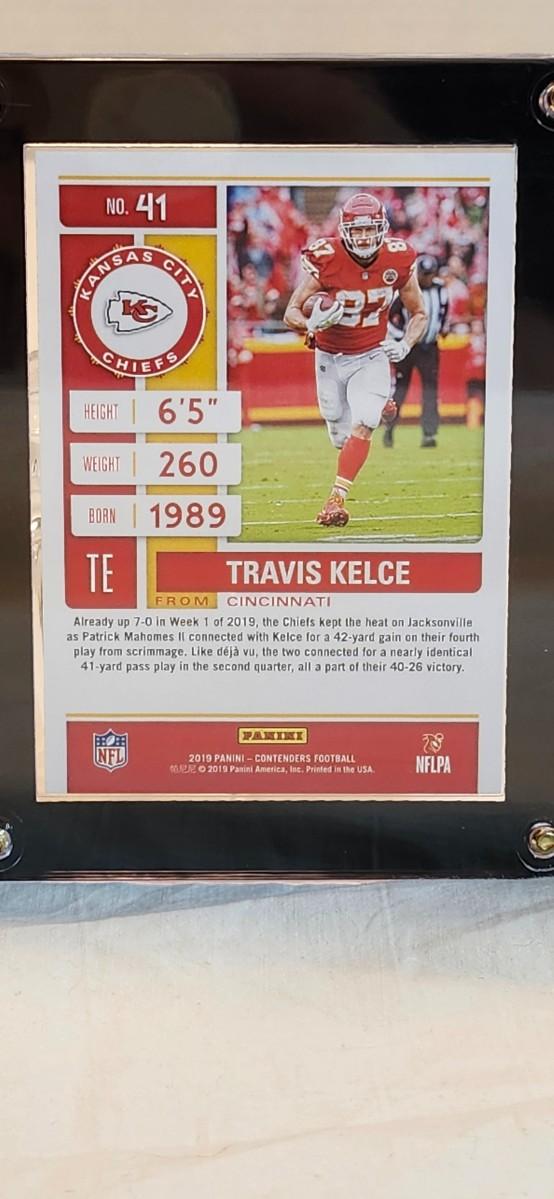 NO. 41
KANSAS CITY
KC
CHIEFS
87
87
HEIGHT 6'5"
WEIGHT 260
BORN 1989
TE
TRAVIS KELCE
FROM CINCINNATI
Already up 7-0 in Week 1 of 2019, the Chiefs kept the heat on Jacksonville
as Patrick Mahomes II connected with Kelce for a 42-yard gain on their fourth
play from scrimmage. Like déjà vu, the two connected for a nearly identical
41-yard pass play in the second quarter, all a part of their 40-26 victory.
NFL
PANINI
2019 PANINI – CONTENDERS FOOTBALL
帕尼尼 © 2019 Panini America, Inc. Printed in the USA.
NFLPA